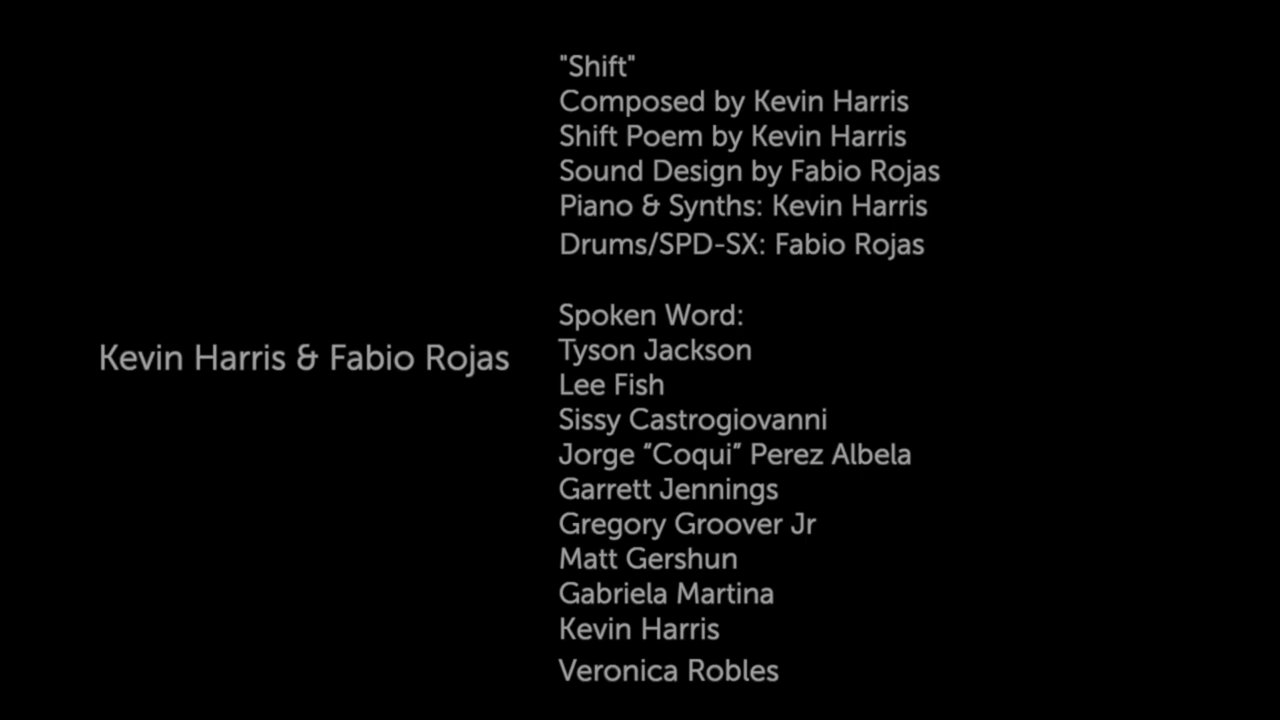 Kevin Harris & Fabio Rojas
"Shift"
Composed by Kevin Harris
Shift Poem by Kevin Harris
Sound Design by Fabio Rojas
Piano & Synths: Kevin Harris
Drums/SPD-SX: Fabio Rojas
Spoken Word:
Tyson Jackson
Lee Fish
Sissy Castrogiovanni
Jorge “Coqui” Perez Albela
Garrett Jennings
Gregory Groover Jr
Matt Gershun
Gabriela Martina
Kevin Harris
Veronica Robles